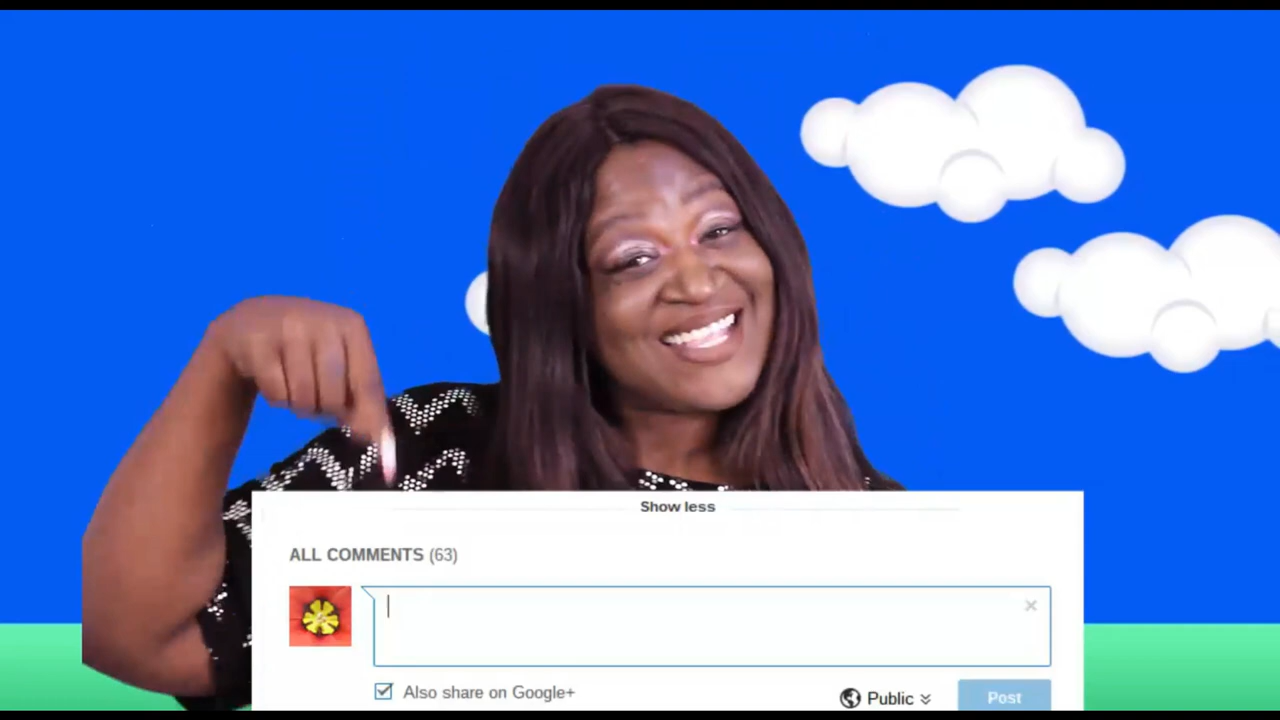 Show less
ALL COMMENTS (63)
Also share on Google+
Public
Post